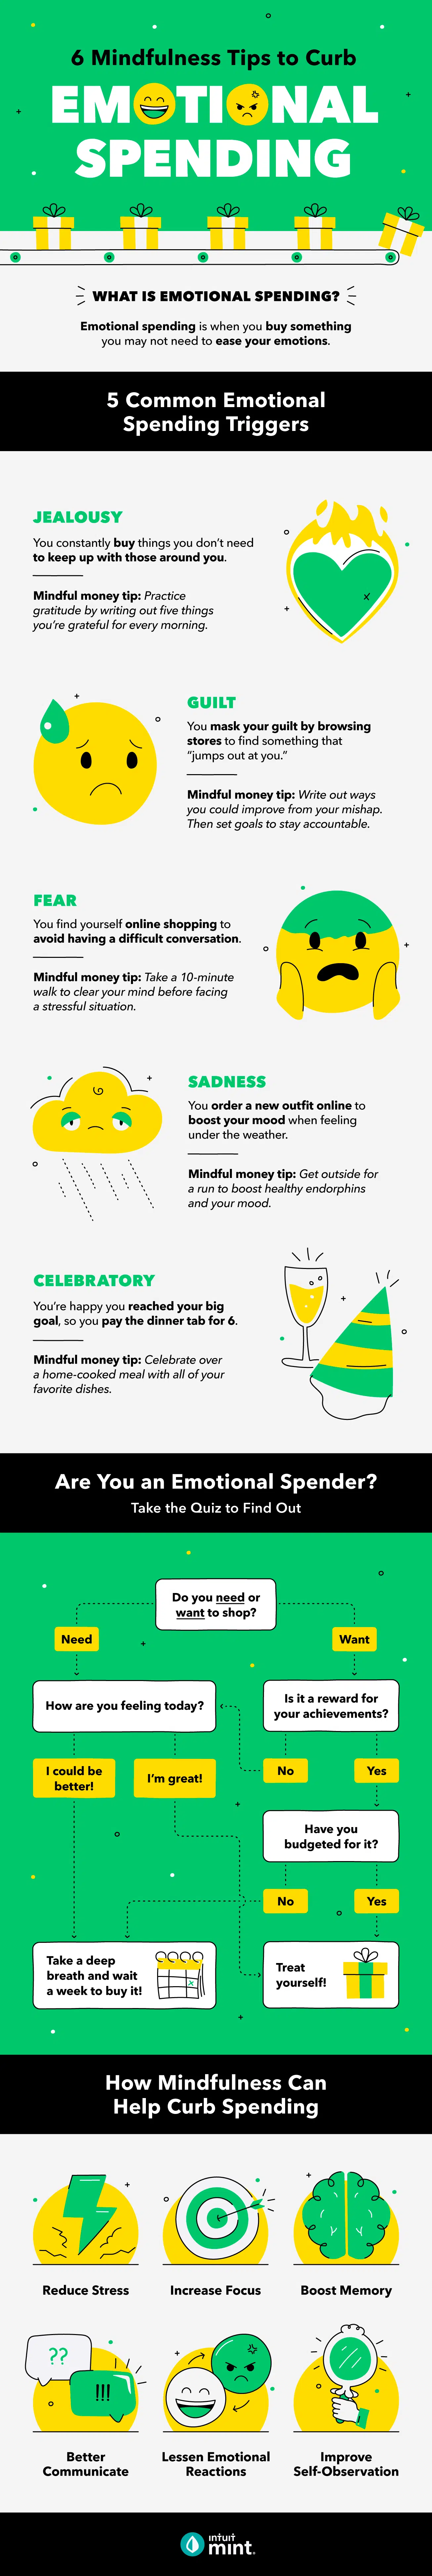 6 Mindfulness Tips to Curb
EMOTIONAL
SPENDING
WHAT IS EMOTIONAL SPENDING?
Emotional spending is when you buy something
you may not need to ease your emotions.
5 Common Emotional
Spending Triggers
JEALOUSY
You constantly buy things you don't need
to keep up with those around you.
Mindful money tip: Practice
gratitude by writing out five things
you're grateful for every morning.
GUILT
You mask your guilt by browsing
stores to find something that
"jumps out at you."
Mindful money tip: Write out ways
you could improve from your mishap.
Then set goals to stay accountable.
FEAR
You find yourself online shopping to
avoid having a difficult conversation.
Mindful money tip: Take a 10-minute
walk to clear your mind before facing
a stressful situation.
SADNESS
You order a new outfit online to
boost your mood when feeling
under the weather.
Mindful money tip: Get outside for
a run to boost healthy endorphins
and your mood.
CELEBRATORY
You're happy you reached your big
goal, so you pay the dinner tab for 6.
Mindful money tip: Celebrate over
a home-cooked meal with all of your
favorite dishes.
Are You an Emotional Spender?
Take the Quiz to Find Out
Do you need or
want to shop?
Need
Want
How are you feeling today?
Is it a reward for
your achievements?
I could be
better!
I'm great!
No
Yes
Have you
budgeted for it?
No
Yes
Take a deep
breath and wait
a week to buy it!
Treat
yourself!
How Mindfulness Can
Help Curb Spending
Reduce Stress
Increase Focus
Boost Memory
??
!!!
Better
Communicate
Lessen Emotional
Reactions
Improve
Self-Observation
intuit
mint.